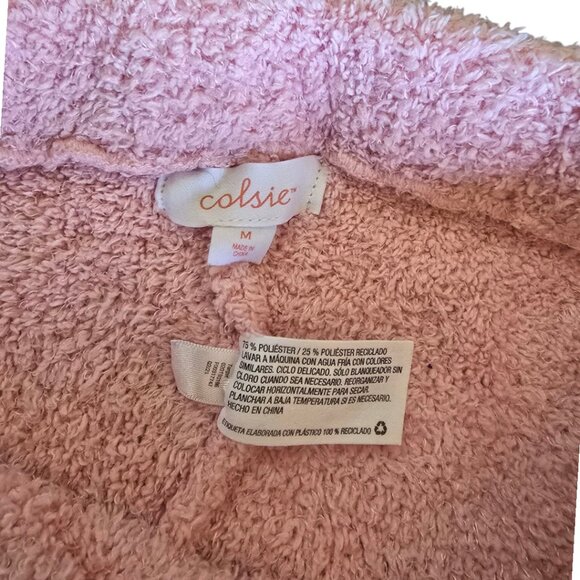 colsie™
M
MADE IN
CHINA
75 % POLIÉSTER / 25 % POLIÉSTER RECICLADO
LAVAR A MÁQUINA CON AGUA FRÍA CON COLORES
SIMILARES. CICLO DELICADO. SÓLO BLANQUEADOR SIN
CLORO CUANDO SEA NECESARIO. REORGANIZAR Y
COLOCAR HORIZONTALMENTE PARA SECAR.
PLANCHAR A BAJA TEMPERATURA SI ES NECESARIO.
HECHO EN CHINA
ETIQUETA ELABORADA CON PLÁSTICO 100 % RECICLADO